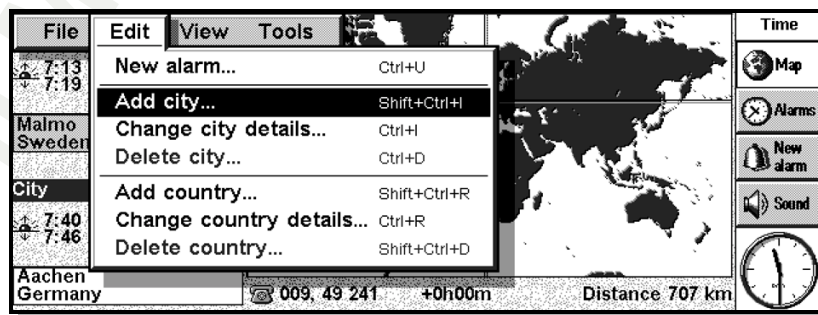 File Edit View Tools
New alarm... Ctrl+U
Add city... Shift+Ctrl+I
Change city details... Ctrl+I
Delete city... Ctrl+D
Add country... Shift+Ctrl+R
Change country details... Ctrl+R
Delete country... Shift+Ctrl+D
7:13
7:19
Malmo
Sweden
City
7:40
7:46
Aachen
Germany
009, 49 241 +0h00m Distance 707 km
Time
Map
Alarms
New
alarm
Sound